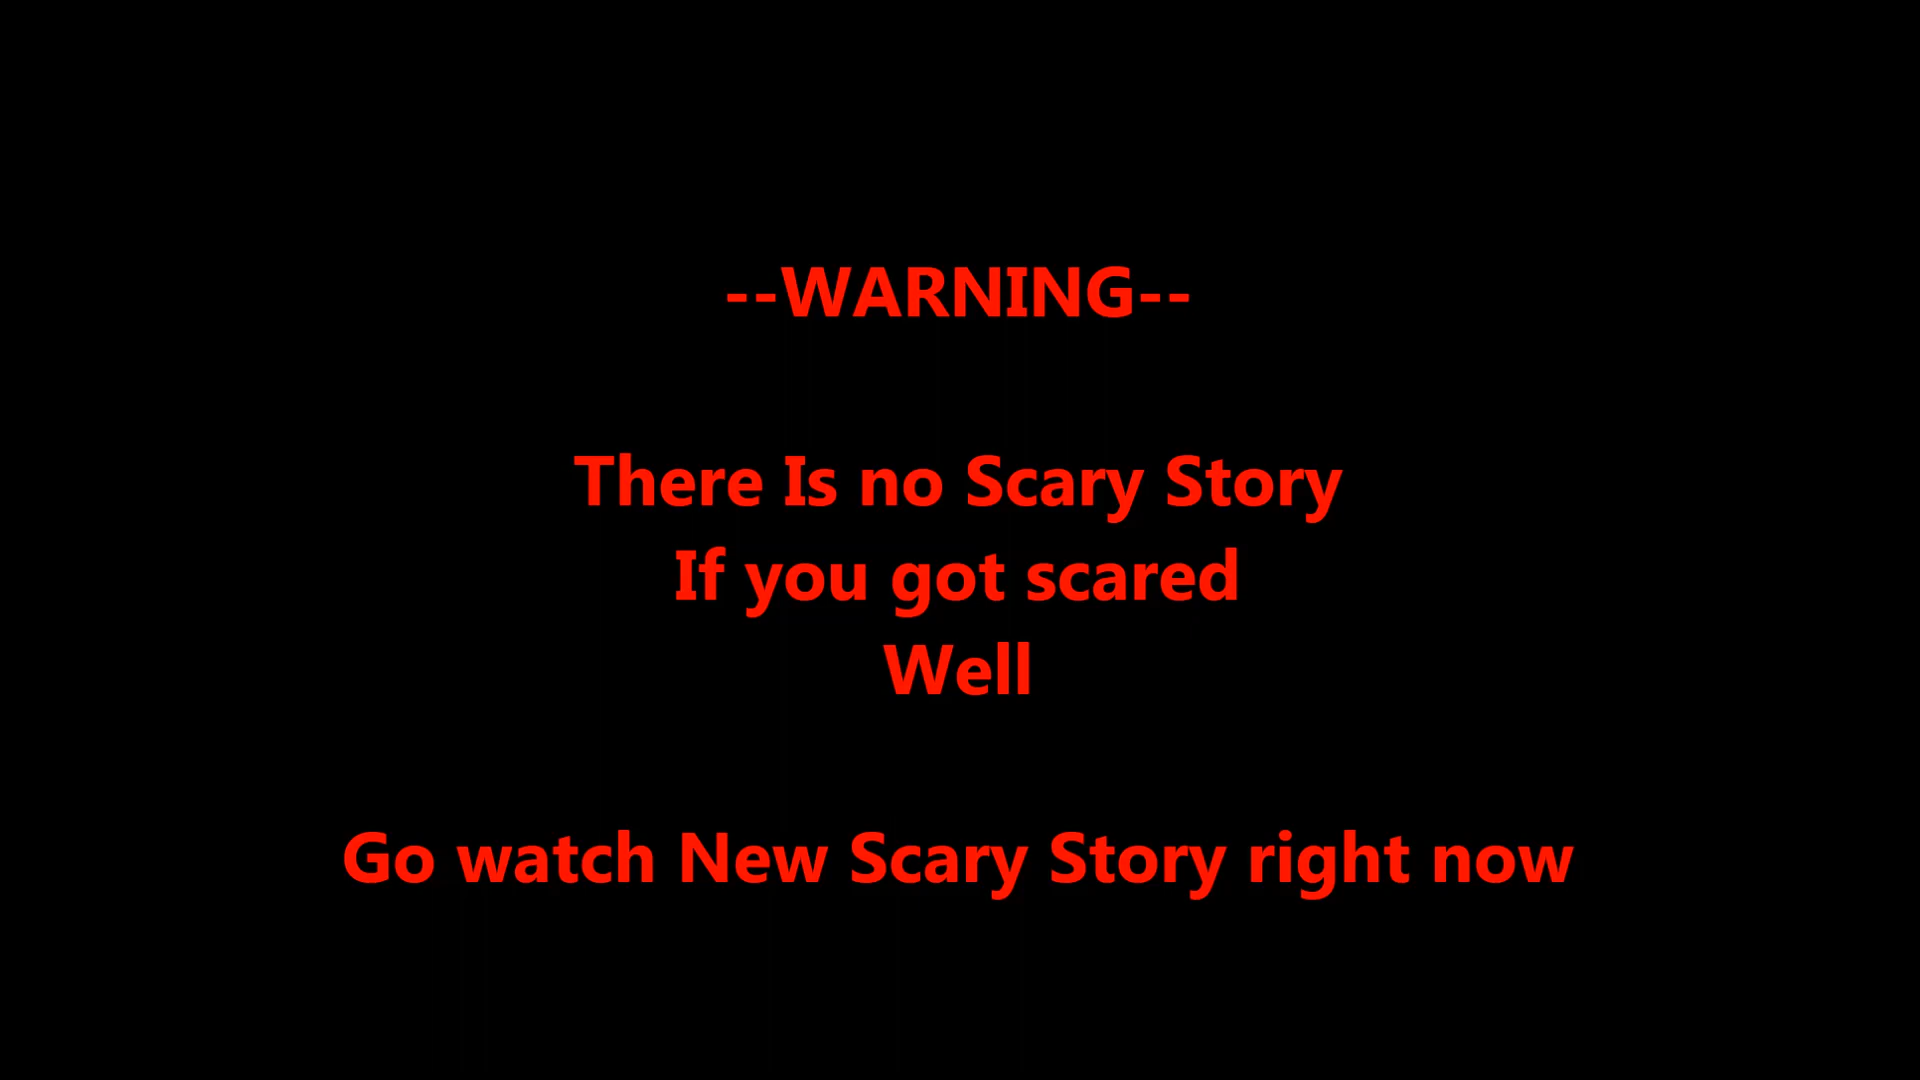 --WARNING--
There Is no Scary Story
If you got scared
Well
Go watch New Scary Story right now